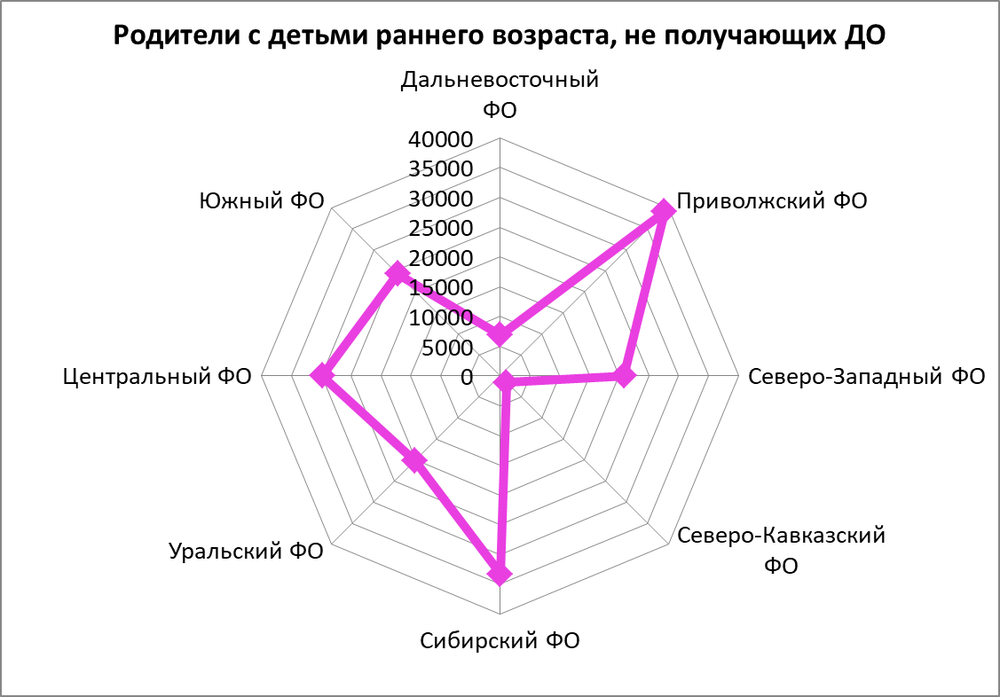 Родители с детьми раннего возраста, не получающих ДО
Дальневосточный
ФО
40000
35000
30000
25000
20000
15000
10000
5000
0
Приволжский ФО
Северо-Западный ФО
Северо-Кавказский
ФО
Сибирский ФО
Уральский ФО
Центральный ФО
Южный ФО